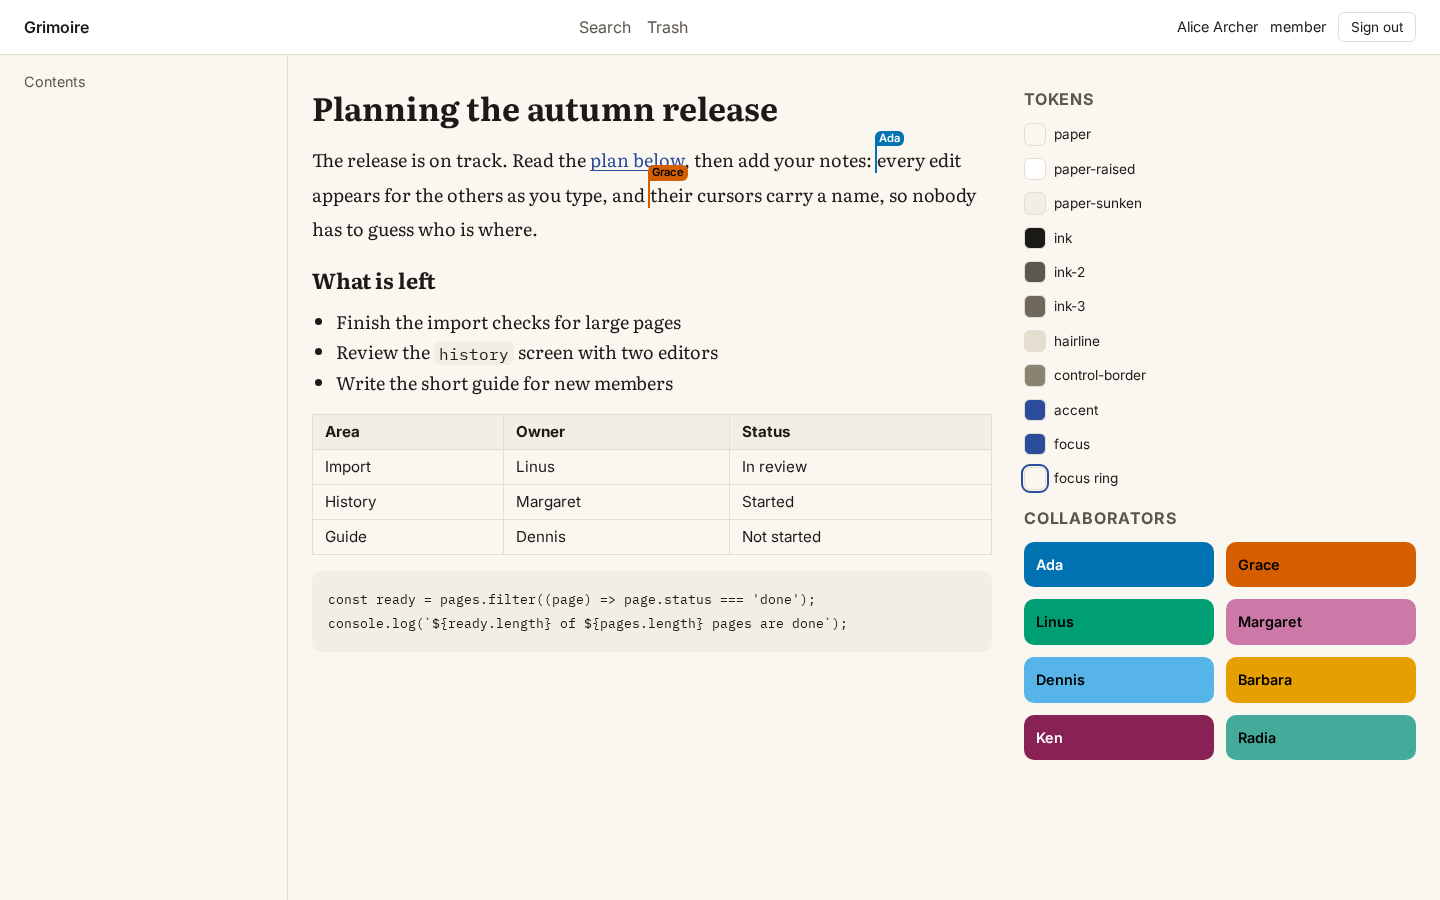 Grimoire
Search Trash
Alice Archer member Sign out
Contents
Planning the autumn release
Ada
The release is on track. Read the plan below, then add your notes: every edit
Grace
appears for the others as you type, and their cursors carry a name, so nobody
has to guess who is where.
What is left
Finish the import checks for large pages
Review the history screen with two editors
Write the short guide for new members
Area Owner Status
Import Linus In review
History Margaret Started
Guide Dennis Not started
const ready = pages.filter((page) => page.status === 'done');
console.log(`${ready.length} of ${pages.length} pages are done`);
TOKENS
paper
paper-raised
paper-sunken
ink
ink-2
ink-3
hairline
control-border
accent
focus
focus ring
COLLABORATORS
Ada Grace
Linus Margaret
Dennis Barbara
Ken Radia